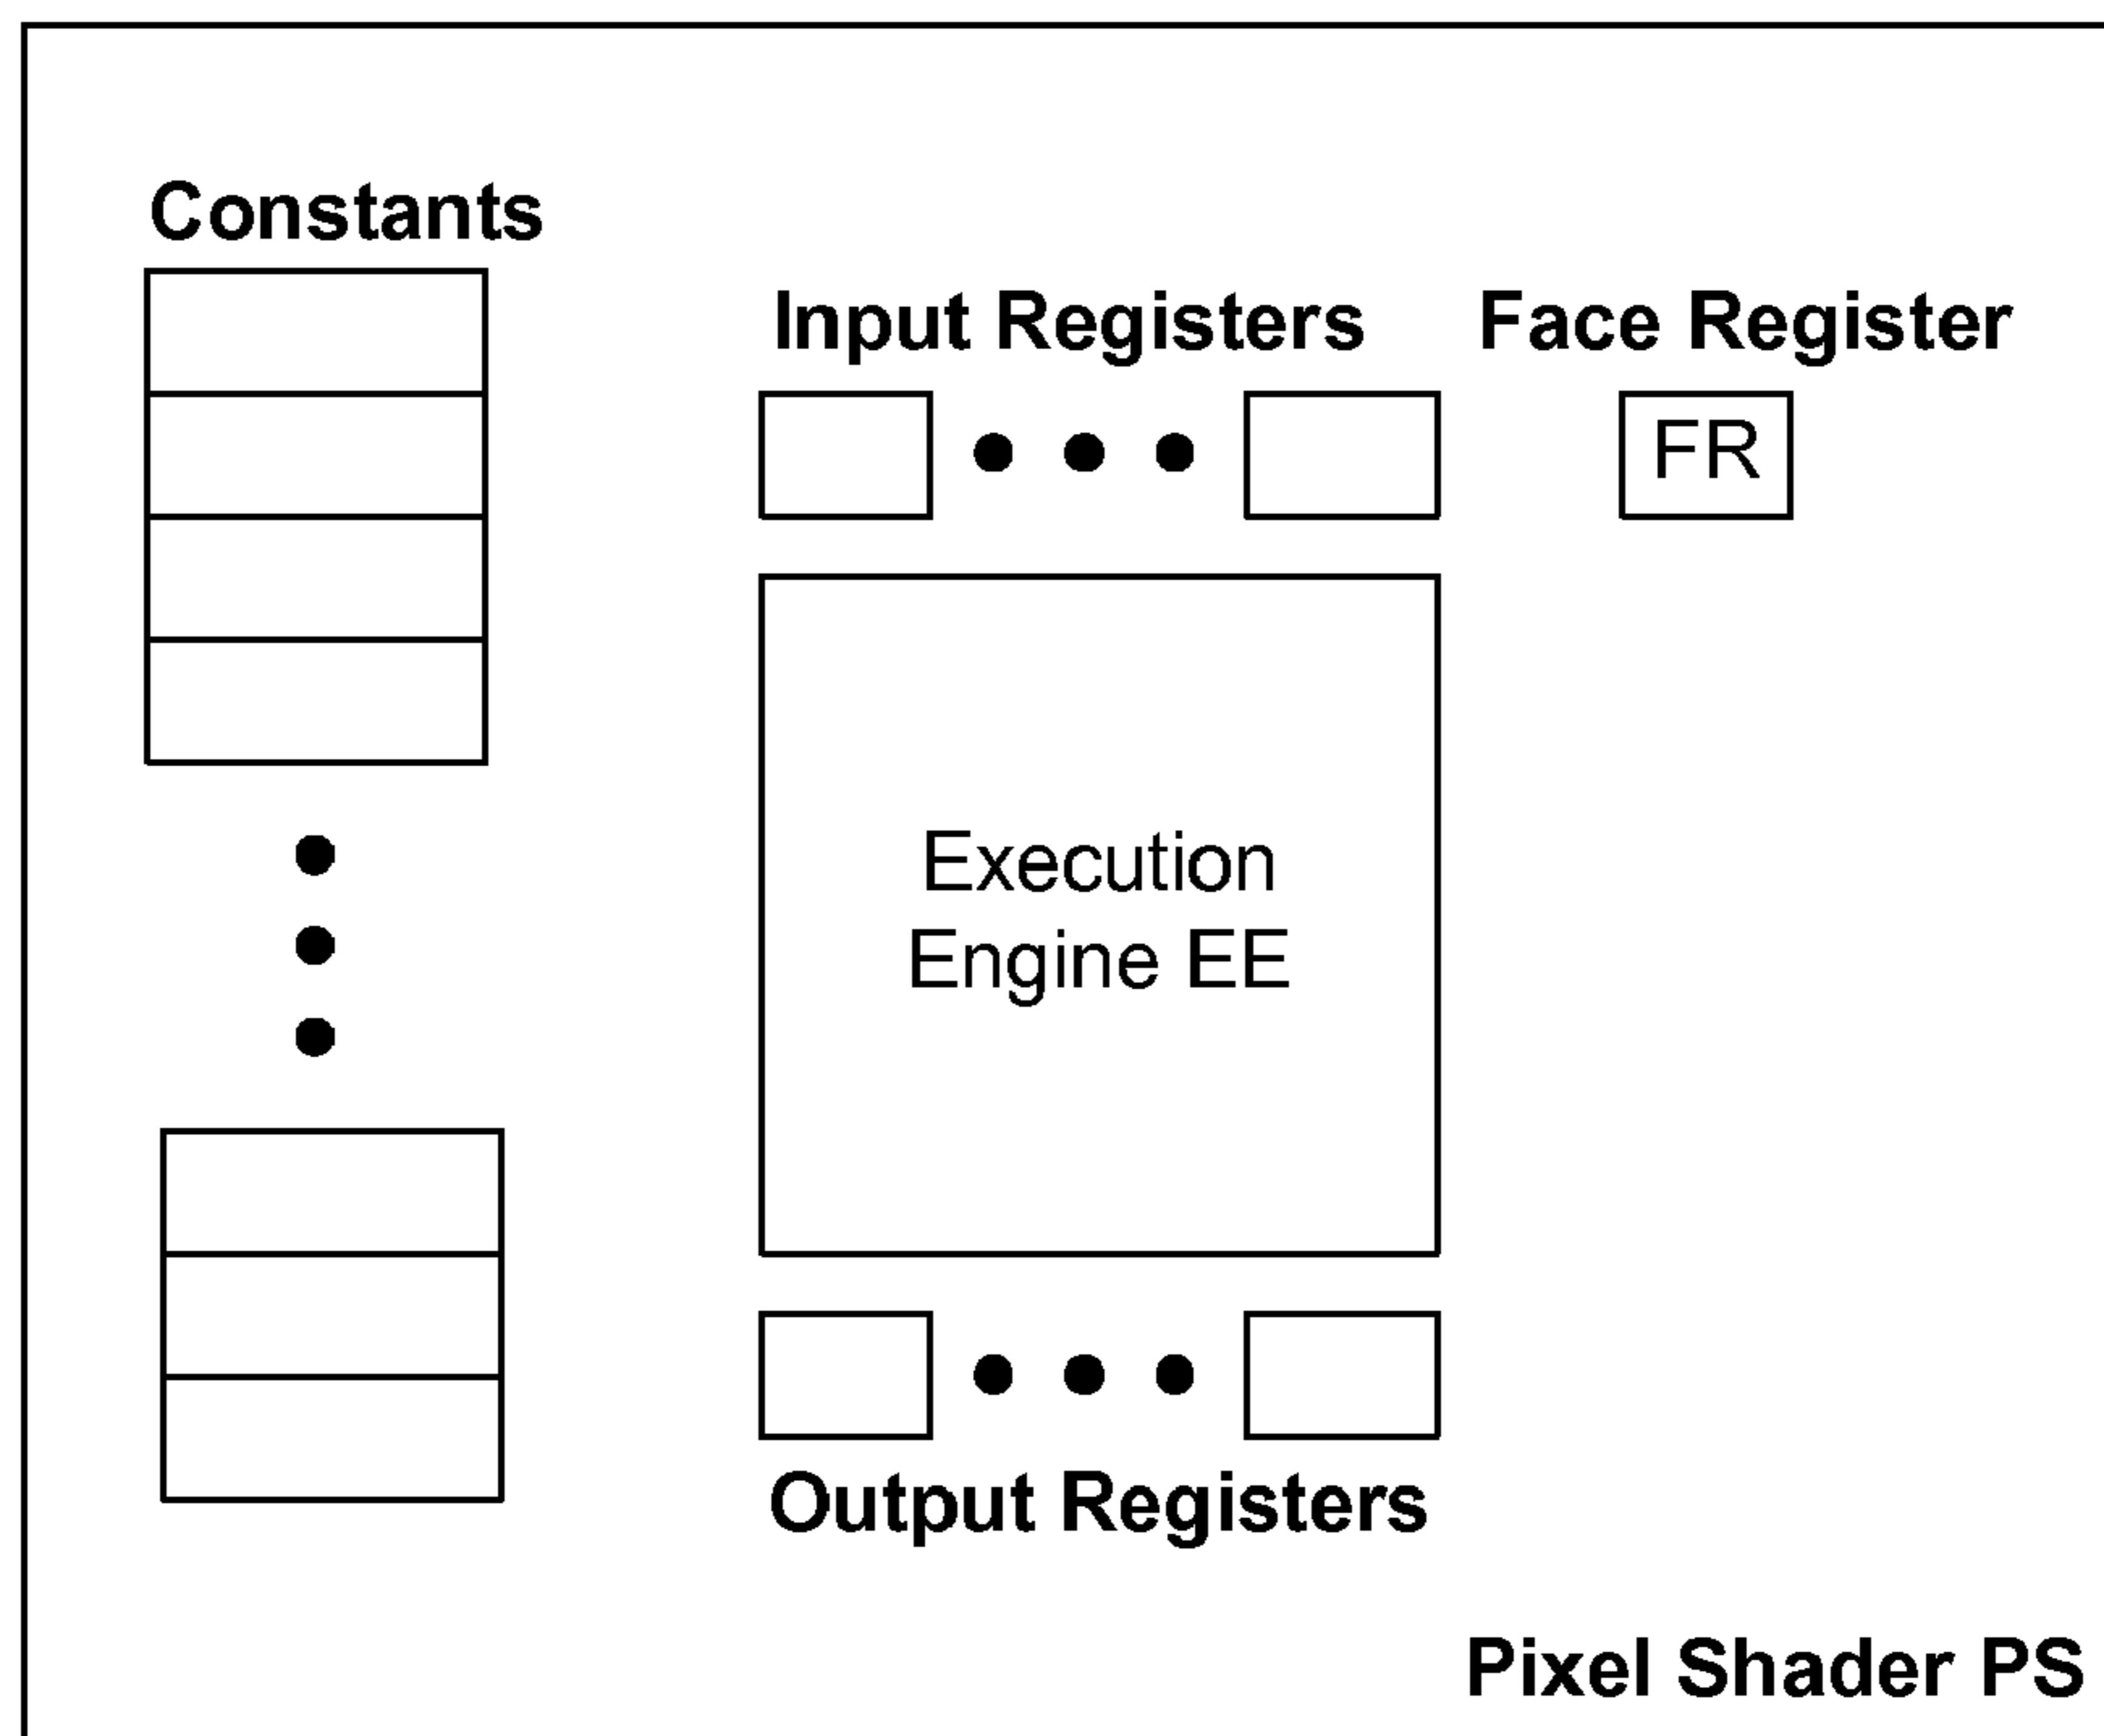 Constants
Input Registers
Face Register
FR
Execution
Engine EE
Output Registers
Pixel Shader PS